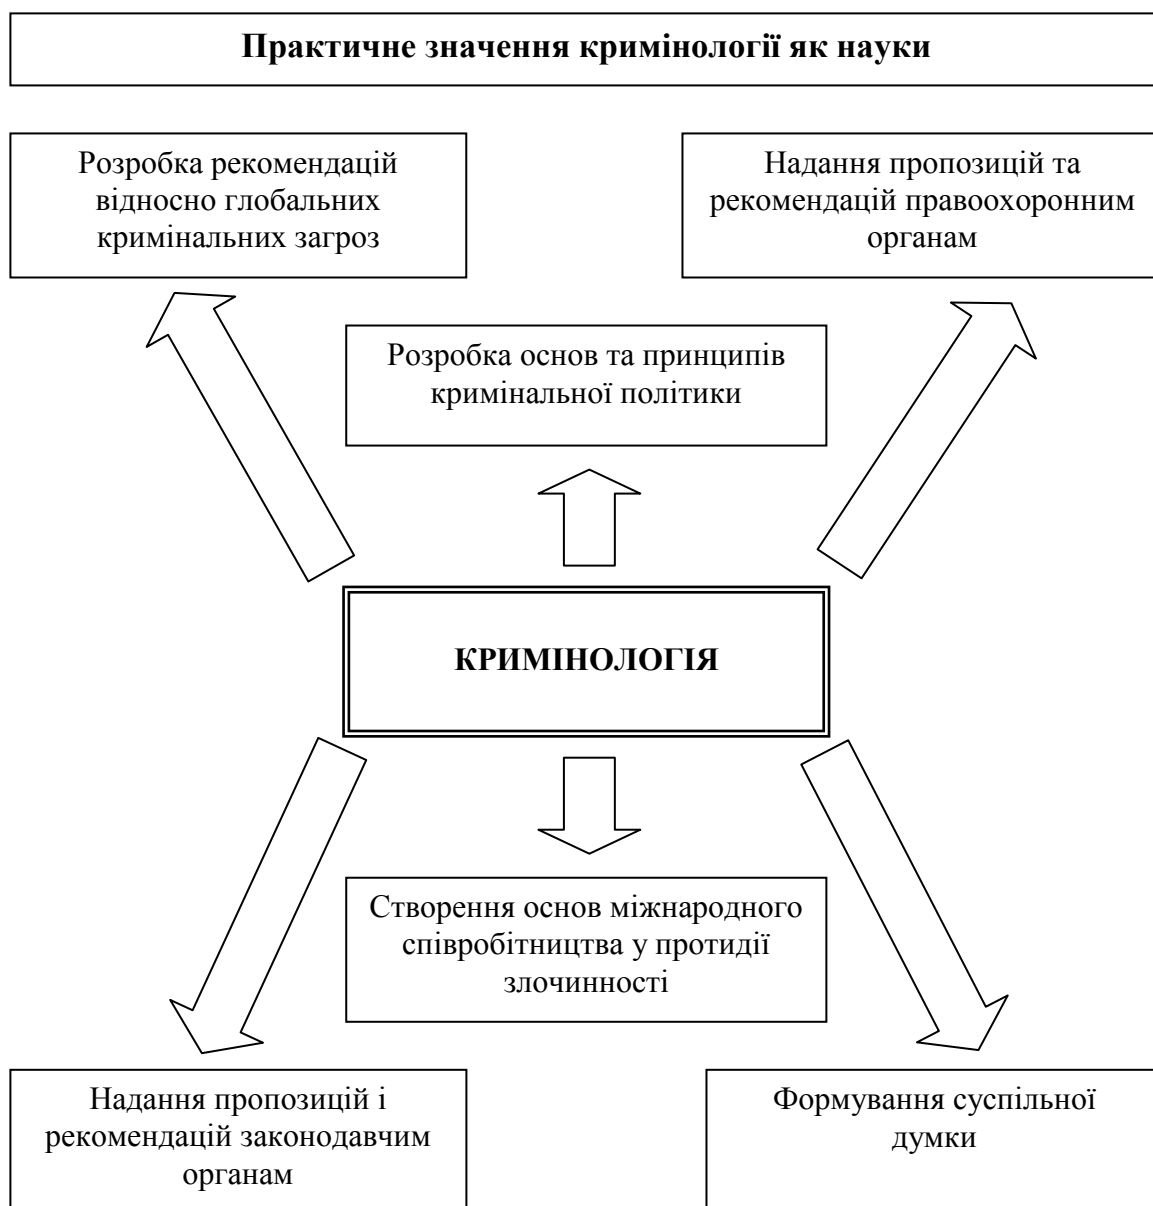 Практичне значення кримінології як науки
Розробка рекомендацій
відносно глобальних
кримінальних загроз
Надання пропозицій та
рекомендацій правоохоронним
органам
Розробка основ та принципів
кримінальної політики
КРИМІНОЛОГІЯ
Створення основ міжнародного
співробітництва у протидії
злочинності
Надання пропозицій і
рекомендацій законодавчим
органам
Формування суспільної
думки